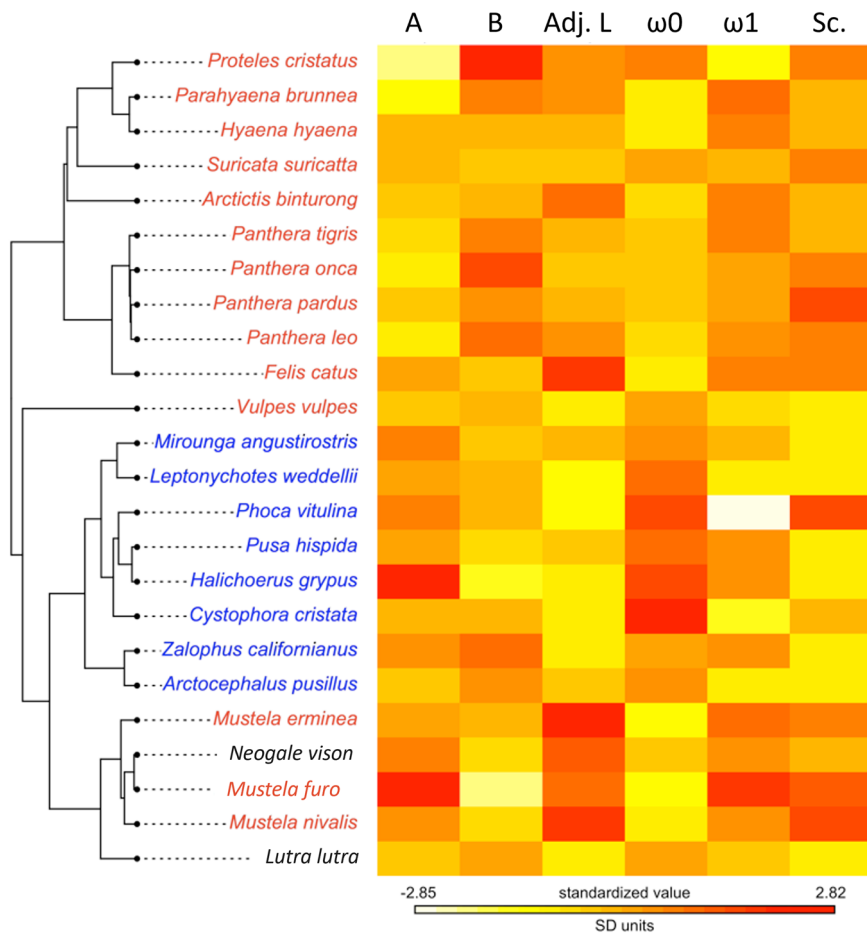 A B Adj. L ω0 ω1 Sc.
Proteles cristatus
Parahyaena brunnea
Hyaena hyaena
Suricata suricatta
Arctictis binturong
Panthera tigris
Panthera onca
Panthera pardus
Panthera leo
Felis catus
Vulpes vulpes
Mirounga angustirostris
Leptonychotes weddellii
Phoca vitulina
Pusa hispida
Halichoerus grypus
Cystophora cristata
Zalophus californianus
Arctocephalus pusillus
Mustela erminea
Neogale vison
Mustela furo
Mustela nivalis
Lutra lutra
-2.85 standardized value 2.82
SD units